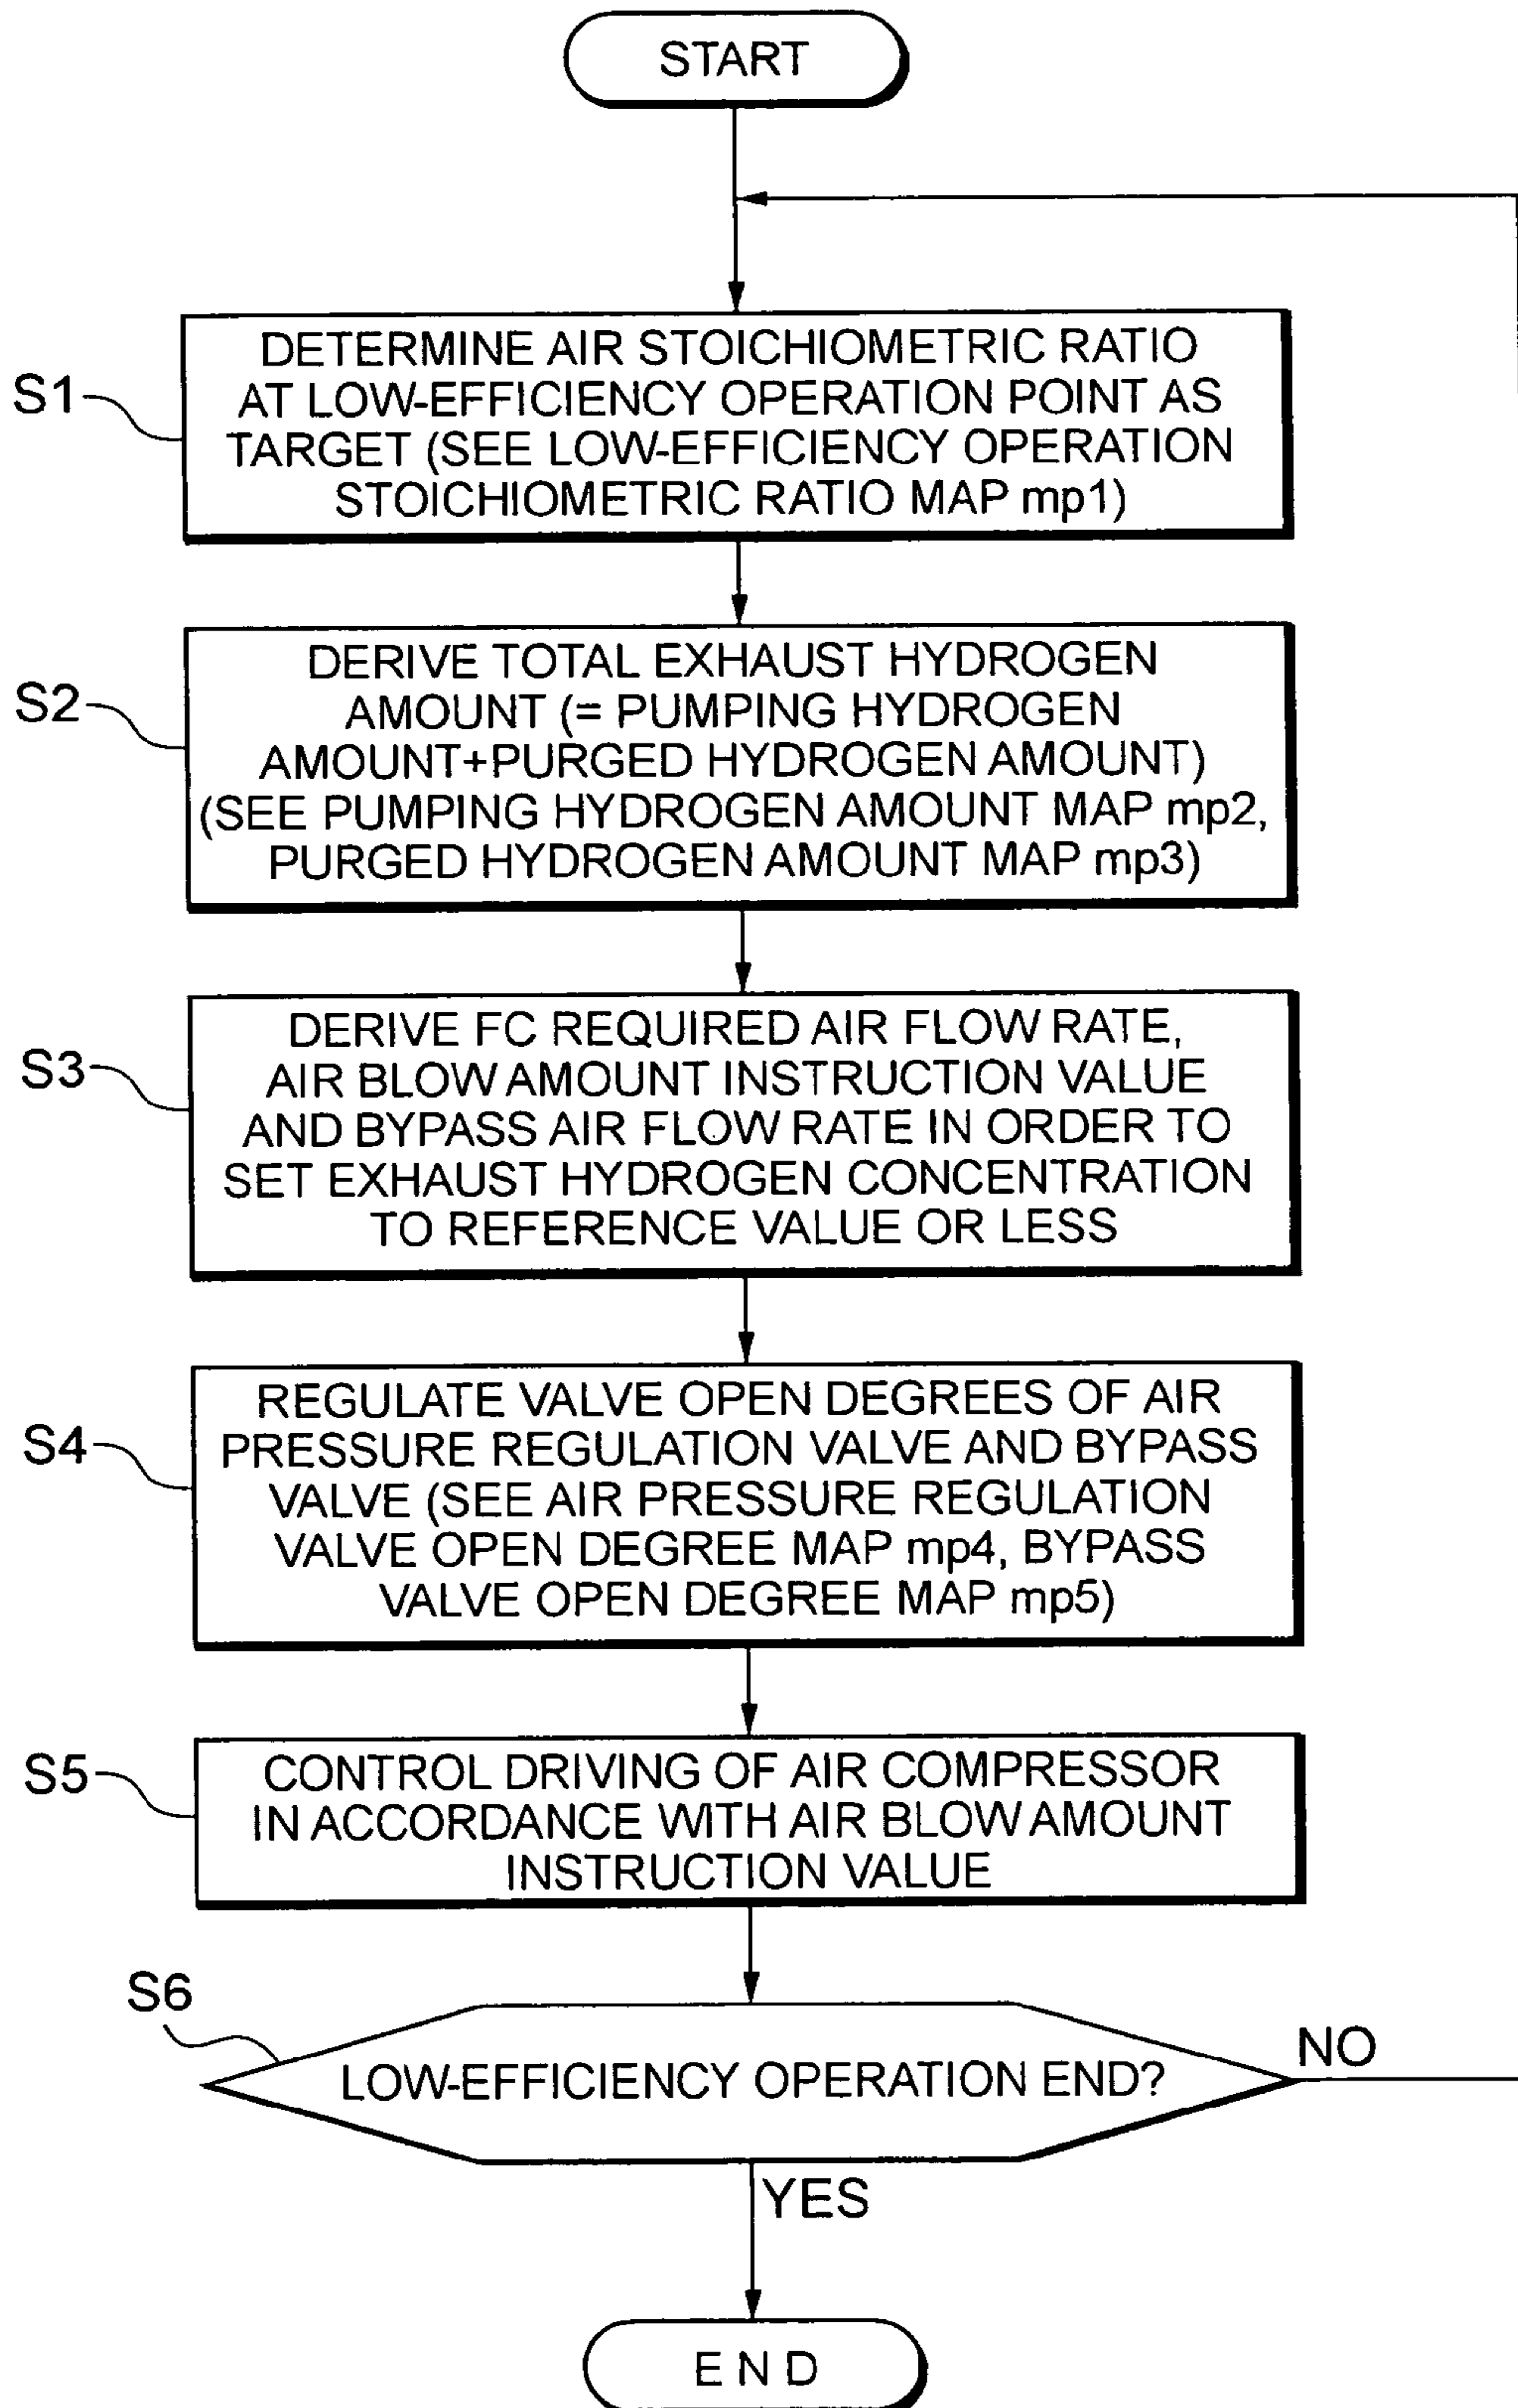 START
S1
DETERMINE AIR STOICHIOMETRIC RATIO
AT LOW-EFFICIENCY OPERATION POINT AS
TARGET (SEE LOW-EFFICIENCY OPERATION
STOICHIOMETRIC RATIO MAP mp1)
S2
DERIVE TOTAL EXHAUST HYDROGEN
AMOUNT (= PUMPING HYDROGEN
AMOUNT+PURGED HYDROGEN AMOUNT)
(SEE PUMPING HYDROGEN AMOUNT MAP mp2,
PURGED HYDROGEN AMOUNT MAP mp3)
S3
DERIVE FC REQUIRED AIR FLOW RATE,
AIR BLOW AMOUNT INSTRUCTION VALUE
AND BYPASS AIR FLOW RATE IN ORDER TO
SET EXHAUST HYDROGEN CONCENTRATION
TO REFERENCE VALUE OR LESS
S4
REGULATE VALVE OPEN DEGREES OF AIR
PRESSURE REGULATION VALVE AND BYPASS
VALVE (SEE AIR PRESSURE REGULATION
VALVE OPEN DEGREE MAP mp4, BYPASS
VALVE OPEN DEGREE MAP mp5)
S5
CONTROL DRIVING OF AIR COMPRESSOR
IN ACCORDANCE WITH AIR BLOW AMOUNT
INSTRUCTION VALUE
S6
LOW-EFFICIENCY OPERATION END?
NO
YES
END